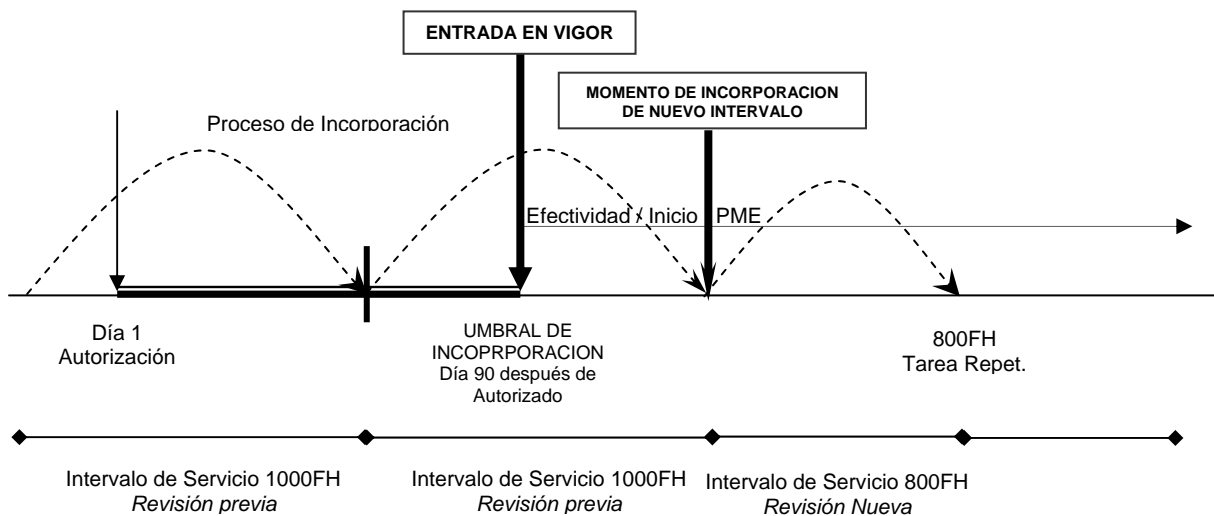 ENTRADA EN VIGOR
MOMENTO DE INCORPORACION
DE NUEVO INTERVALO
Proceso de Incorporación
Efectividad / Inicio PME
Día 1
Autorización
UMBRAL DE
INCOPRPORACION
Día 90 después de
Autorizado
800FH
Tarea Repet.
Intervalo de Servicio 1000FH
Revisión previa
Intervalo de Servicio 1000FH
Revisión previa
Intervalo de Servicio 800FH
Revisión Nueva